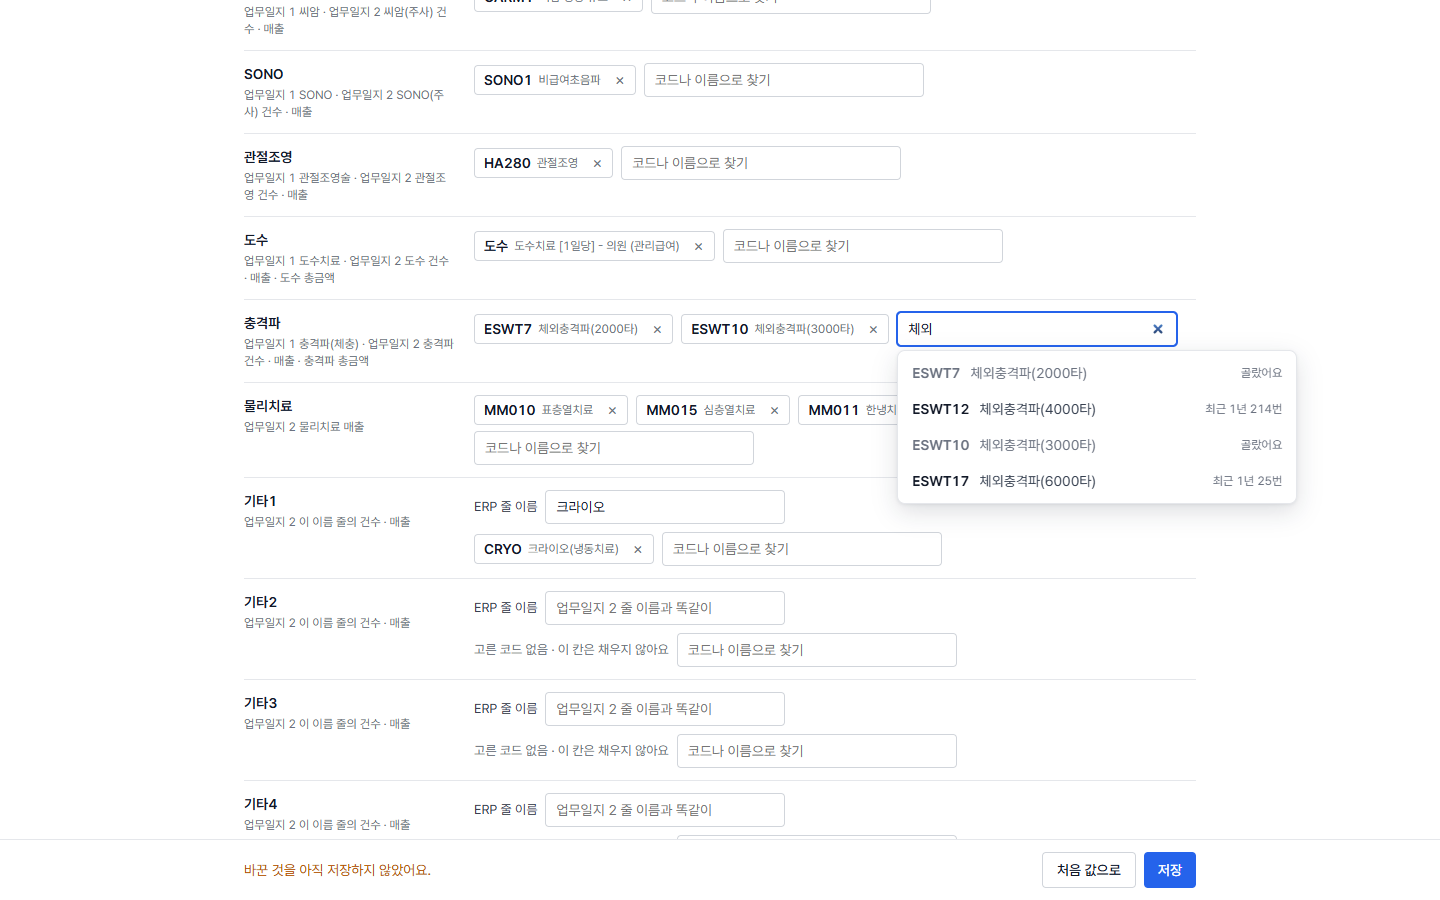 업무일지 1 씨암 · 업무일지 2 씨암(주사) 건
수 · 매출
SONO
업무일지 1 SONO · 업무일지 2 SONO(주
사) 건수 · 매출
SONO1 비급여초음파 ×
코드나 이름으로 찾기
관절조영
업무일지 1 관절조영술 · 업무일지 2 관절조
영 건수 · 매출
HA280 관절조영 ×
코드나 이름으로 찾기
도수
업무일지 1 도수치료 · 업무일지 2 도수 건수
· 매출 · 도수 총금액
도수 도수치료 [1일당] - 의원 (관리급여) ×
코드나 이름으로 찾기
충격파
업무일지 1 충격파(체충) · 업무일지 2 충격파
건수 · 매출 · 충격파 총금액
ESWT7 체외충격파(2000타) ×
ESWT10 체외충격파(3000타) ×
체외 ×
ESWT7 체외충격파(2000타) 골랐어요
ESWT12 체외충격파(4000타) 최근 1년 214번
ESWT10 체외충격파(3000타) 골랐어요
ESWT17 체외충격파(6000타) 최근 1년 25번
물리치료
업무일지 2 물리치료 매출
MM010 표층열치료 ×
MM015 심층열치료 ×
MM011 한냉치
코드나 이름으로 찾기
기타1
업무일지 2 이 이름 줄의 건수 · 매출
ERP 줄 이름 크라이오
CRYO 크라이오(냉동치료) ×
코드나 이름으로 찾기
기타2
업무일지 2 이 이름 줄의 건수 · 매출
ERP 줄 이름 업무일지 2 줄 이름과 똑같이
고른 코드 없음 · 이 칸은 채우지 않아요 코드나 이름으로 찾기
기타3
업무일지 2 이 이름 줄의 건수 · 매출
ERP 줄 이름 업무일지 2 줄 이름과 똑같이
고른 코드 없음 · 이 칸은 채우지 않아요 코드나 이름으로 찾기
기타4
업무일지 2 이 이름 줄의 건수 · 매출
ERP 줄 이름 업무일지 2 줄 이름과 똑같이
바꾼 것을 아직 저장하지 않았어요.
처음 값으로
저장